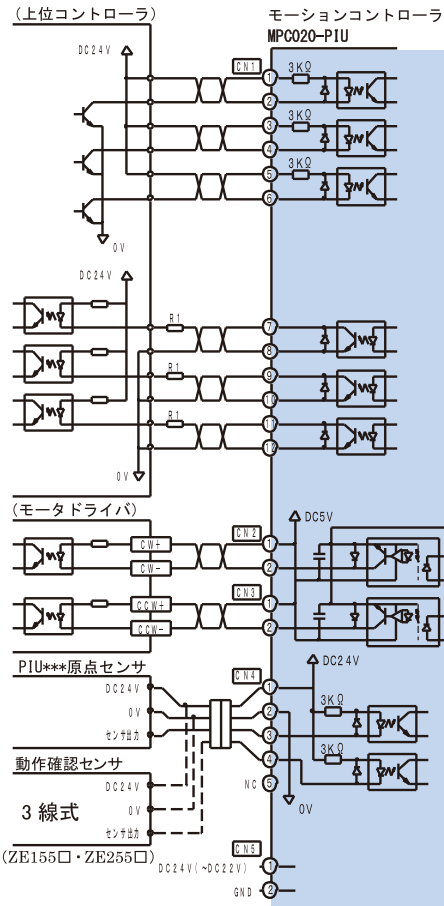 (上位コントローラ)
モーションコントローラ
MPC020-PIU
DC24V
CN1
① 3KΩ
②
③ 3KΩ
④
⑤ 3KΩ
⑥
0V
DC24V
R1 ⑦
⑧
R1 ⑨
⑩
R1 ⑪
⑫
0V
(モータドライバ)
DC5V
CN2
CW+ ①
CW- ②
CN3
CCW+ ①
CCW- ②
PIU***原点センサ
DC24V
CN4
DC24V ①
0V ② 3KΩ
センサ出力 ③
3KΩ
動作確認センサ
④
DC24V
NC ⑤
0V
3線式
0V
センサ出力
(ZE155□・ZE255□)
CN5
DC24V(~DC22V) ①
GND ②